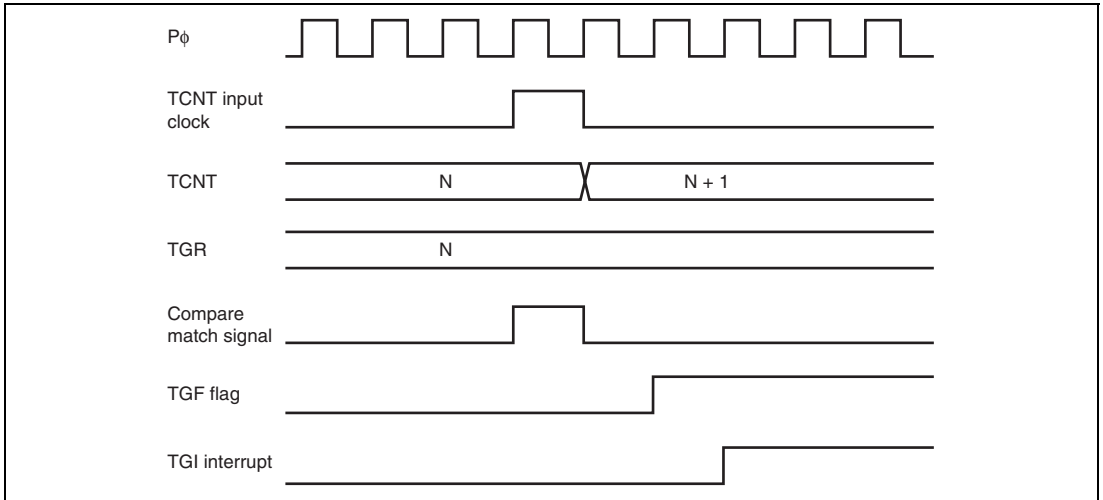 Pϕ
TCNT input
clock
TCNT
N
N + 1
TGR
N
Compare
match signal
TGF flag
TGI interrupt